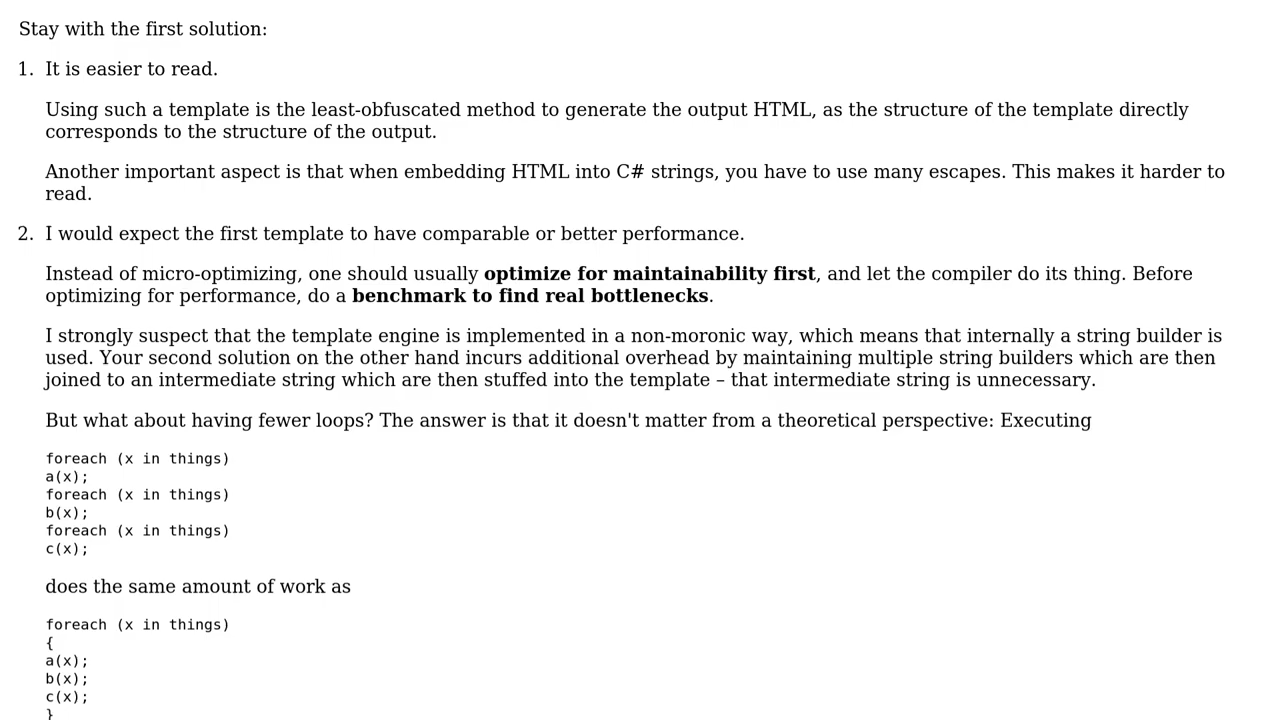 Stay with the first solution:
1. It is easier to read.
Using such a template is the least-obfuscated method to generate the output HTML, as the structure of the template directly
corresponds to the structure of the output.
Another important aspect is that when embedding HTML into C# strings, you have to use many escapes. This makes it harder to
read.
2. I would expect the first template to have comparable or better performance.
Instead of micro-optimizing, one should usually optimize for maintainability first, and let the compiler do its thing. Before
optimizing for performance, do a benchmark to find real bottlenecks.
I strongly suspect that the template engine is implemented in a non-moronic way, which means that internally a string builder is
used. Your second solution on the other hand incurs additional overhead by maintaining multiple string builders which are then
joined to an intermediate string which are then stuffed into the template – that intermediate string is unnecessary.
But what about having fewer loops? The answer is that it doesn't matter from a theoretical perspective: Executing
foreach (x in things)
a(x);
foreach (x in things)
b(x);
foreach (x in things)
c(x);
does the same amount of work as
foreach (x in things)
{
a(x);
b(x);
c(x);
}